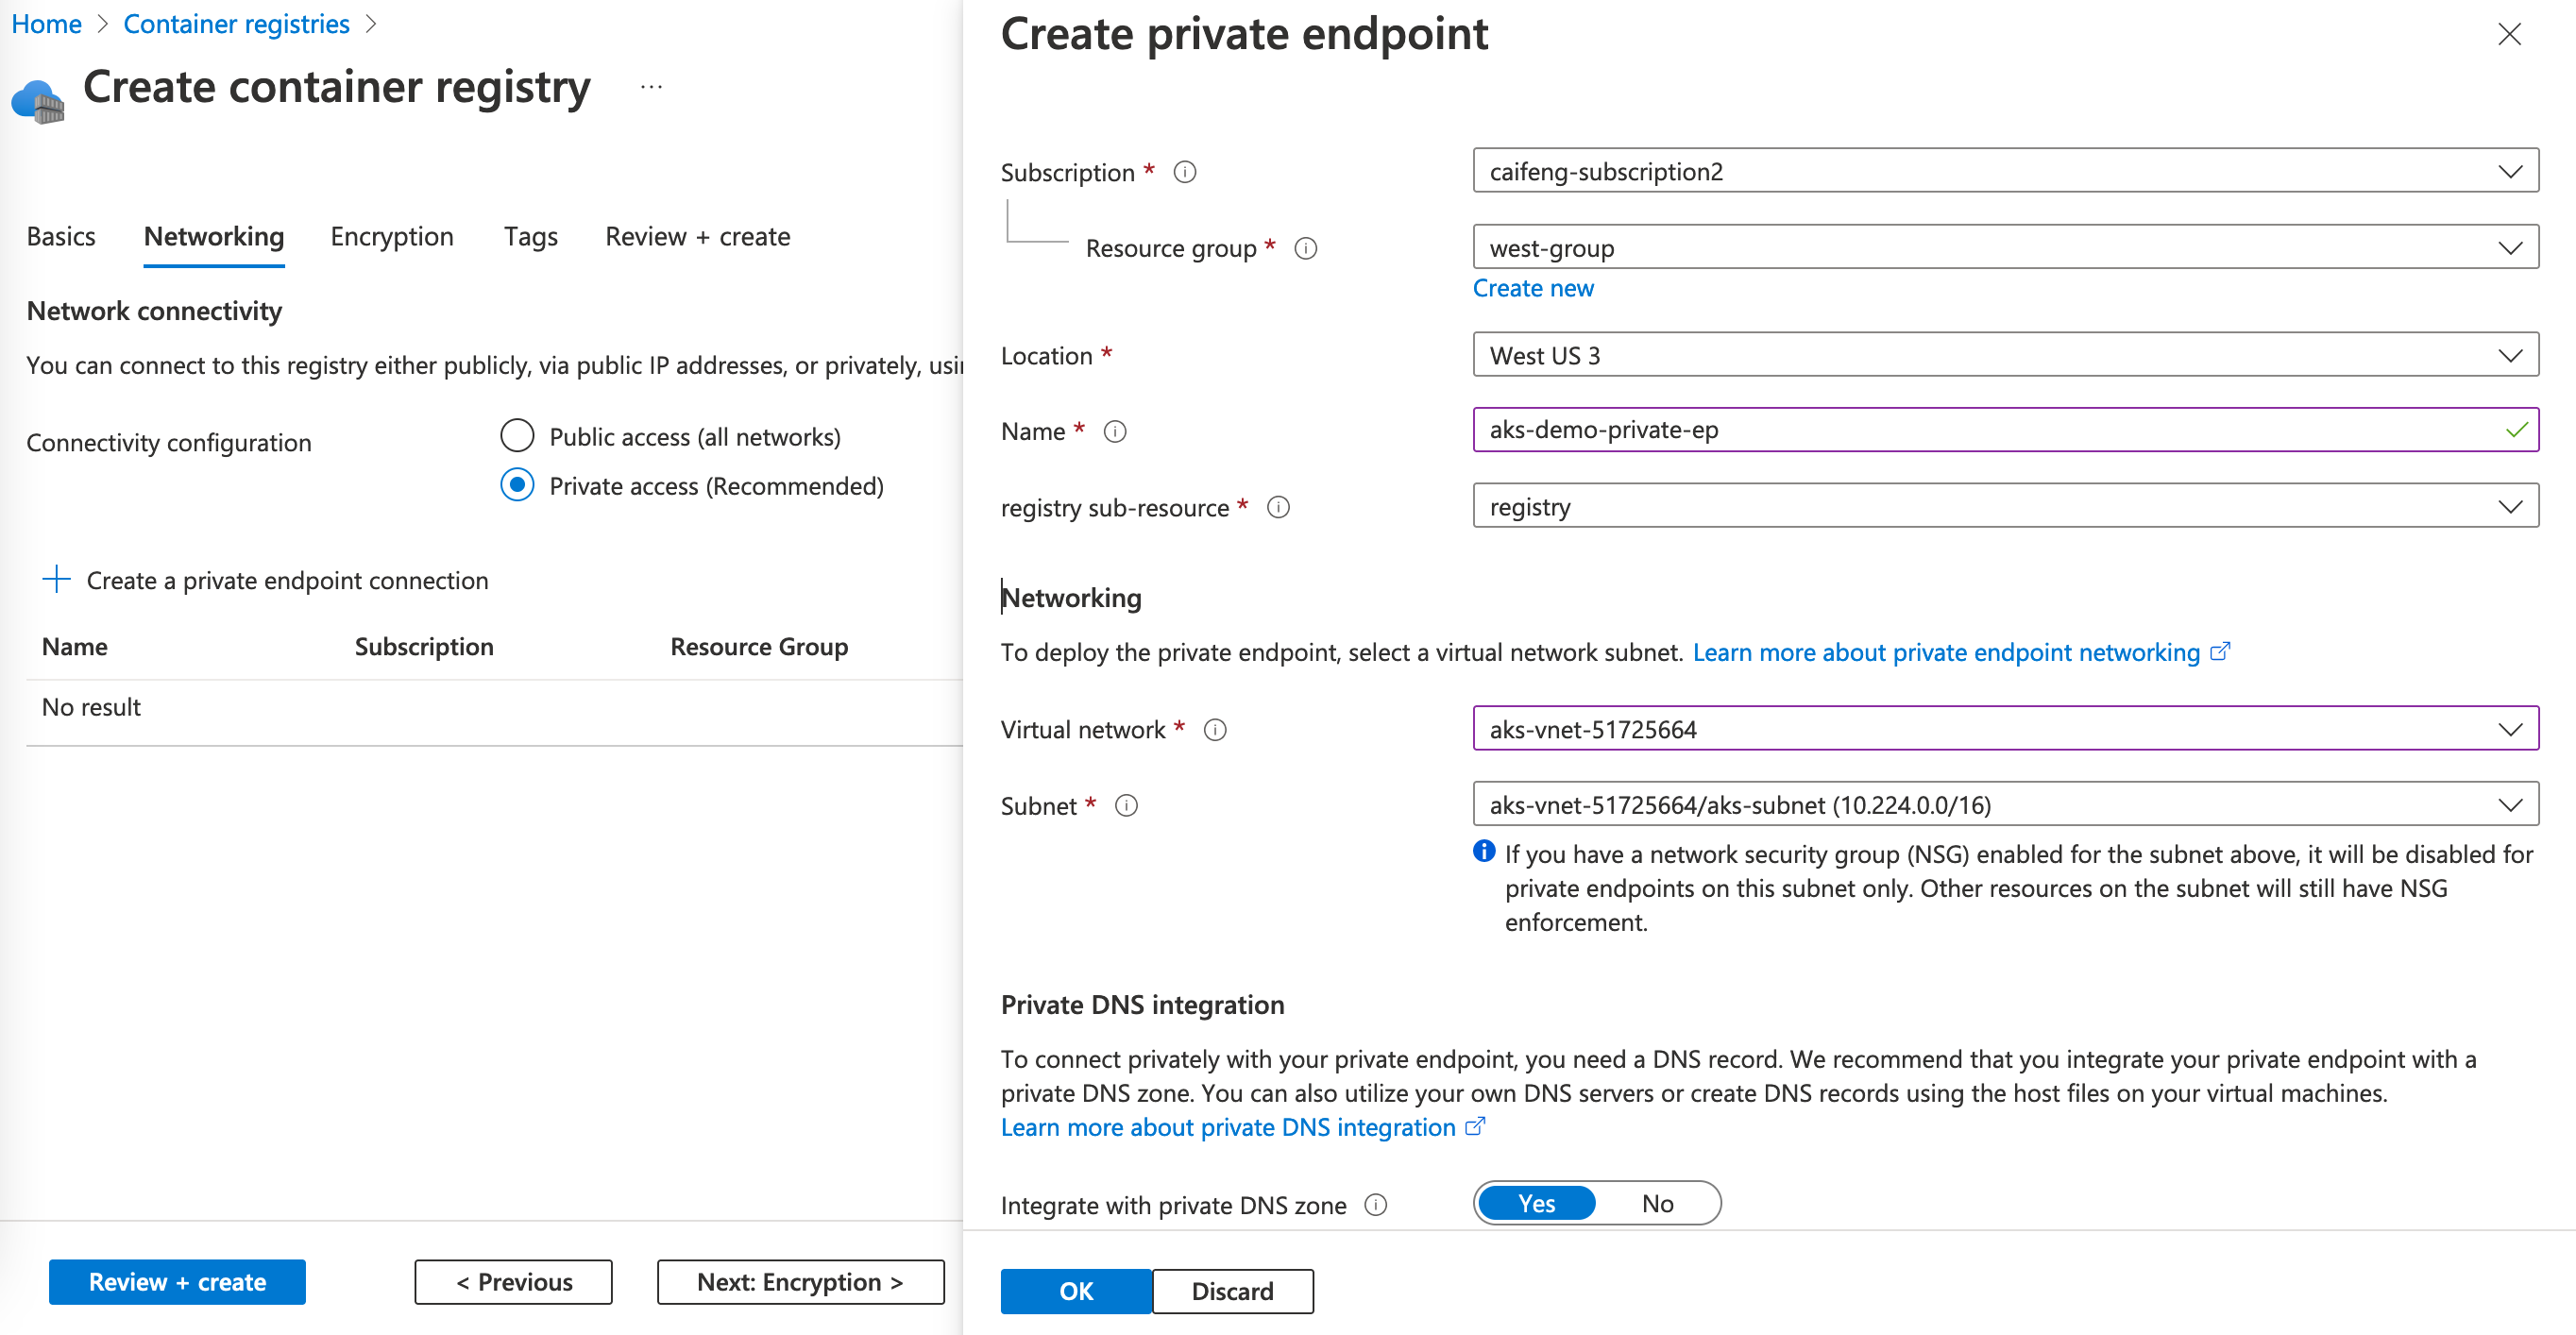 Home > Container registries >
Create container registry ...
Basics Networking Encryption Tags Review + create
Network connectivity
You can connect to this registry either publicly, via public IP addresses, or privately,
Connectivity configuration
Public access (all networks)
Private access (Recommended)
Create a private endpoint connection
Name Subscription Resource Group
No result
Review + create < Previous Next: Encryption >
Create private endpoint
Subscription * caifeng-subscription2
Resource group * west-group
Create new
Location * West US 3
Name * aks-demo-private-ep
registry sub-resource * registry
Networking
To deploy the private endpoint, select a virtual network subnet. Learn more about private endpoint networking
Virtual network * aks-vnet-51725664
Subnet * aks-vnet-51725664/aks-subnet (10.224.0.0/16)
If you have a network security group (NSG) enabled for the subnet above, it will be disabled for
private endpoints on this subnet only. Other resources on the subnet will still have NSG
enforcement.
Private DNS integration
To connect privately with your private endpoint, you need a DNS record. We recommend that you integrate your private endpoint with a
private DNS zone. You can also utilize your own DNS servers or create DNS records using the host files on your virtual machines.
Learn more about private DNS integration
Integrate with private DNS zone Yes No
OK Discard